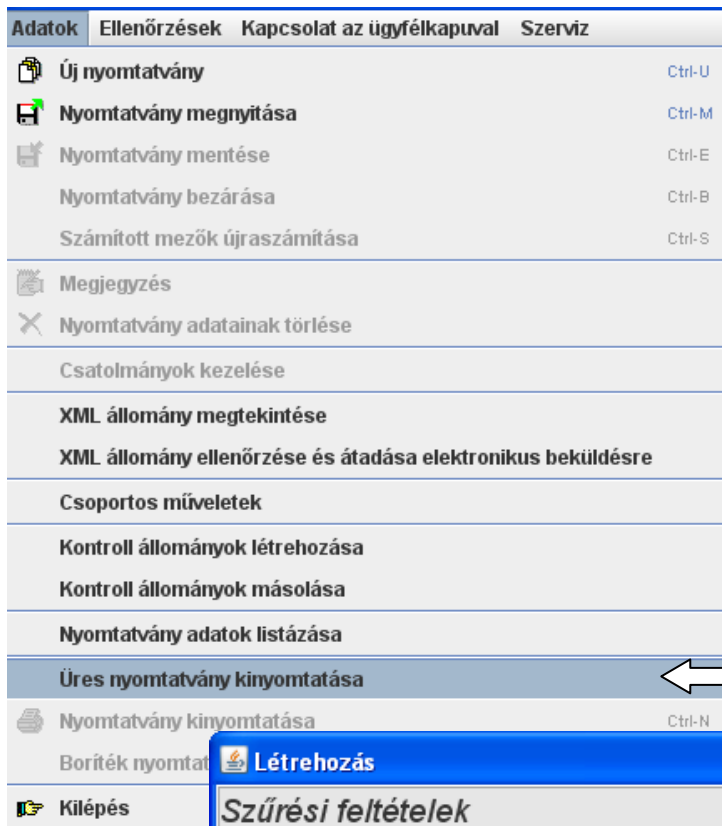 Adatok Ellenőrzések Kapcsolat az ügyfélkapuval Szerviz
Új nyomtatvány Ctrl-U
Nyomtatvány megnyitása Ctrl-M
Nyomtatvány mentése Ctrl-E
Nyomtatvány bezárása Ctrl-B
Számított mezők újraszámítása Ctrl-S
Megjegyzés
Nyomtatvány adatainak törlése
Csatolmányok kezelése
XML állomány megtekintése
XML állomány ellenőrzése és átadása elektronikus beküldésre
Csoportos műveletek
Kontroll állományok létrehozása
Kontroll állományok másolása
Nyomtatvány adatok listázása
Üres nyomtatvány kinyomtatása
Nyomtatvány kinyomtatása Ctrl-N
Boríték nyomtat
Létrehozás
Kilépés
Szűrési feltételek